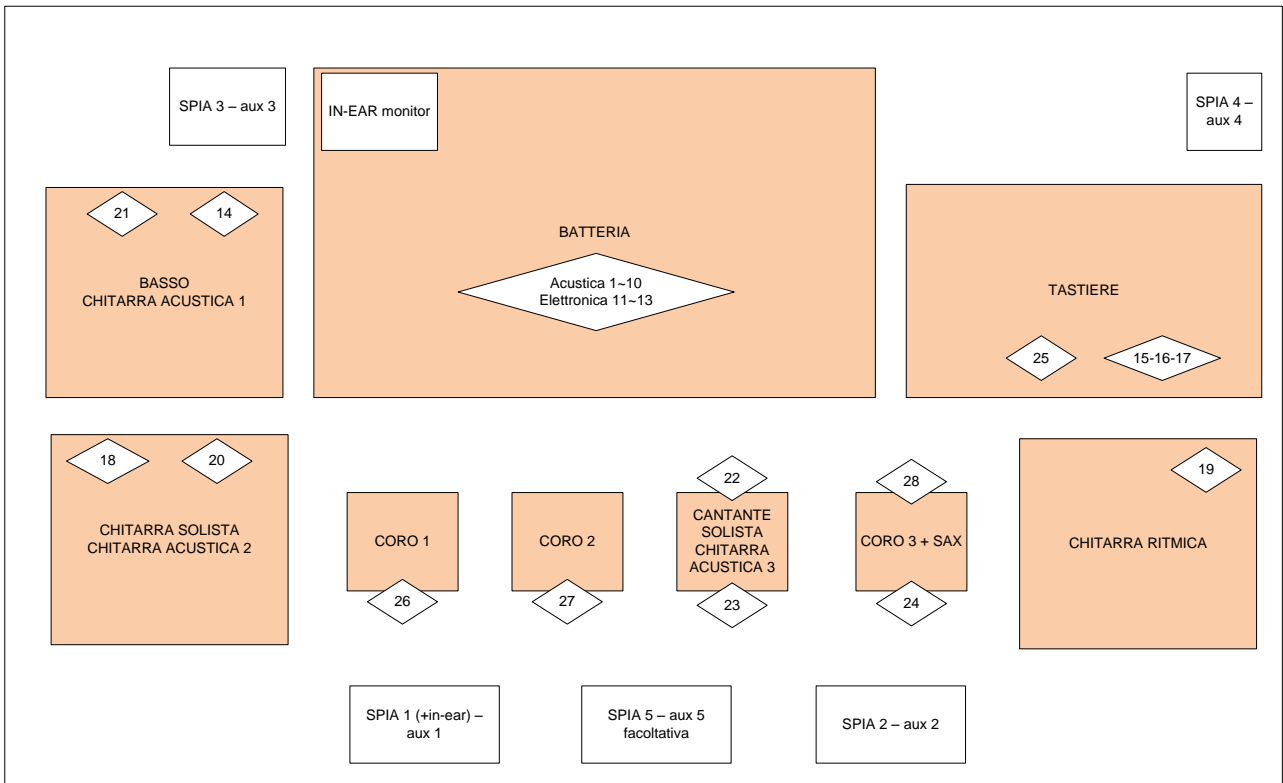 SPIA 3 – aux 3
IN-EAR monitor
SPIA 4 –
aux 4
21
14
BASSO
CHITARRA ACUSTICA 1
BATTERIA
Acustica 1~10
Elettronica 11~13
TASTIERE
25
15-16-17
18
20
CHITARRA SOLISTA
CHITARRA ACUSTICA 2
CORO 1
26
CORO 2
27
22
CANTANTE
SOLISTA
CHITARRA
ACUSTICA 3
23
28
CORO 3 + SAX
24
19
CHITARRA RITMICA
SPIA 1 (+in-ear) –
aux 1
SPIA 5 – aux 5
facoltativa
SPIA 2 – aux 2